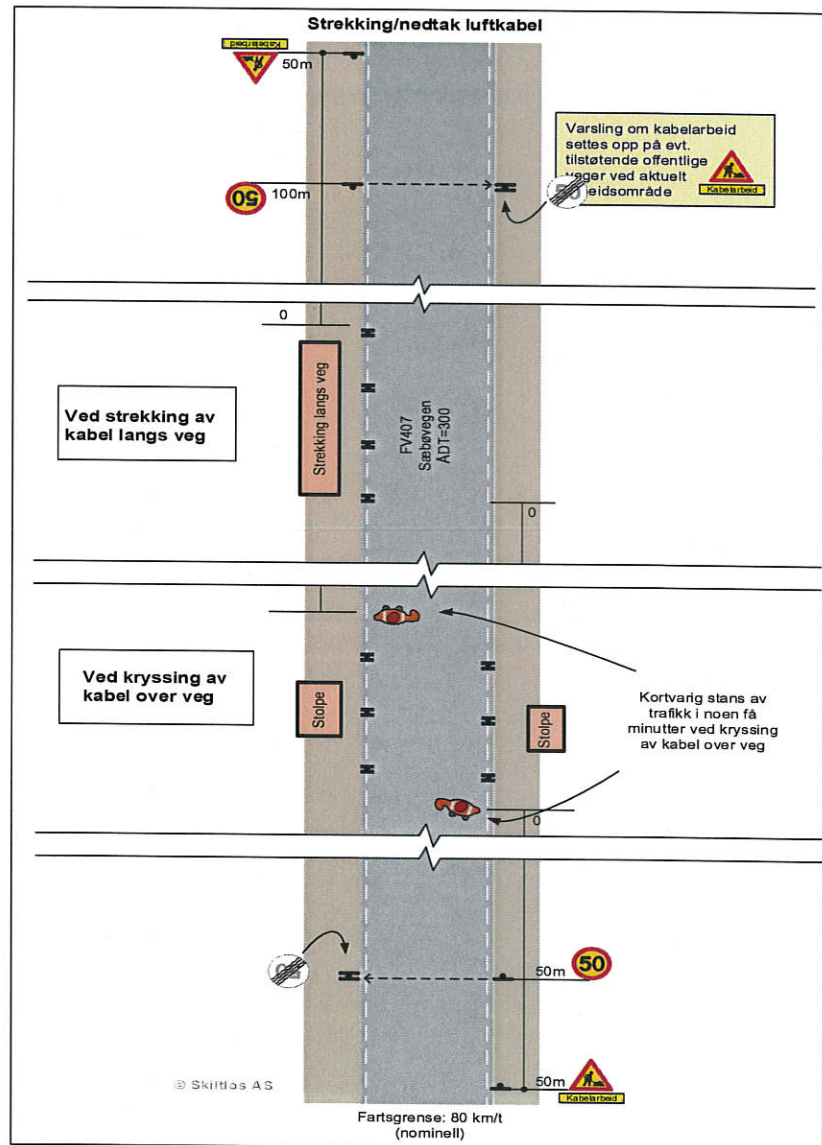 Strekking/nedtak luftkabel
Kabelarbeid
50m
Varsling om kabelarbeid
settes opp på evt.
tilstøtende offentlige
veger ved aktuelt
beidsområde
Kabelarbeid
50
100m
0
Ved strekking av
kabel langs veg
Strekking langs veg
FV407
Sæbøvegen
ÅDT=300
0
Ved kryssing av
kabel over veg
Stolpe
Stolpe
Kortvarig stans av
trafikk i noen få
minutter ved kryssing
av kabel over veg
0
50m
50
50m
Kabelarbeid
© Skiltlos AS
Fartsgrense: 80 km/t
(nominell)